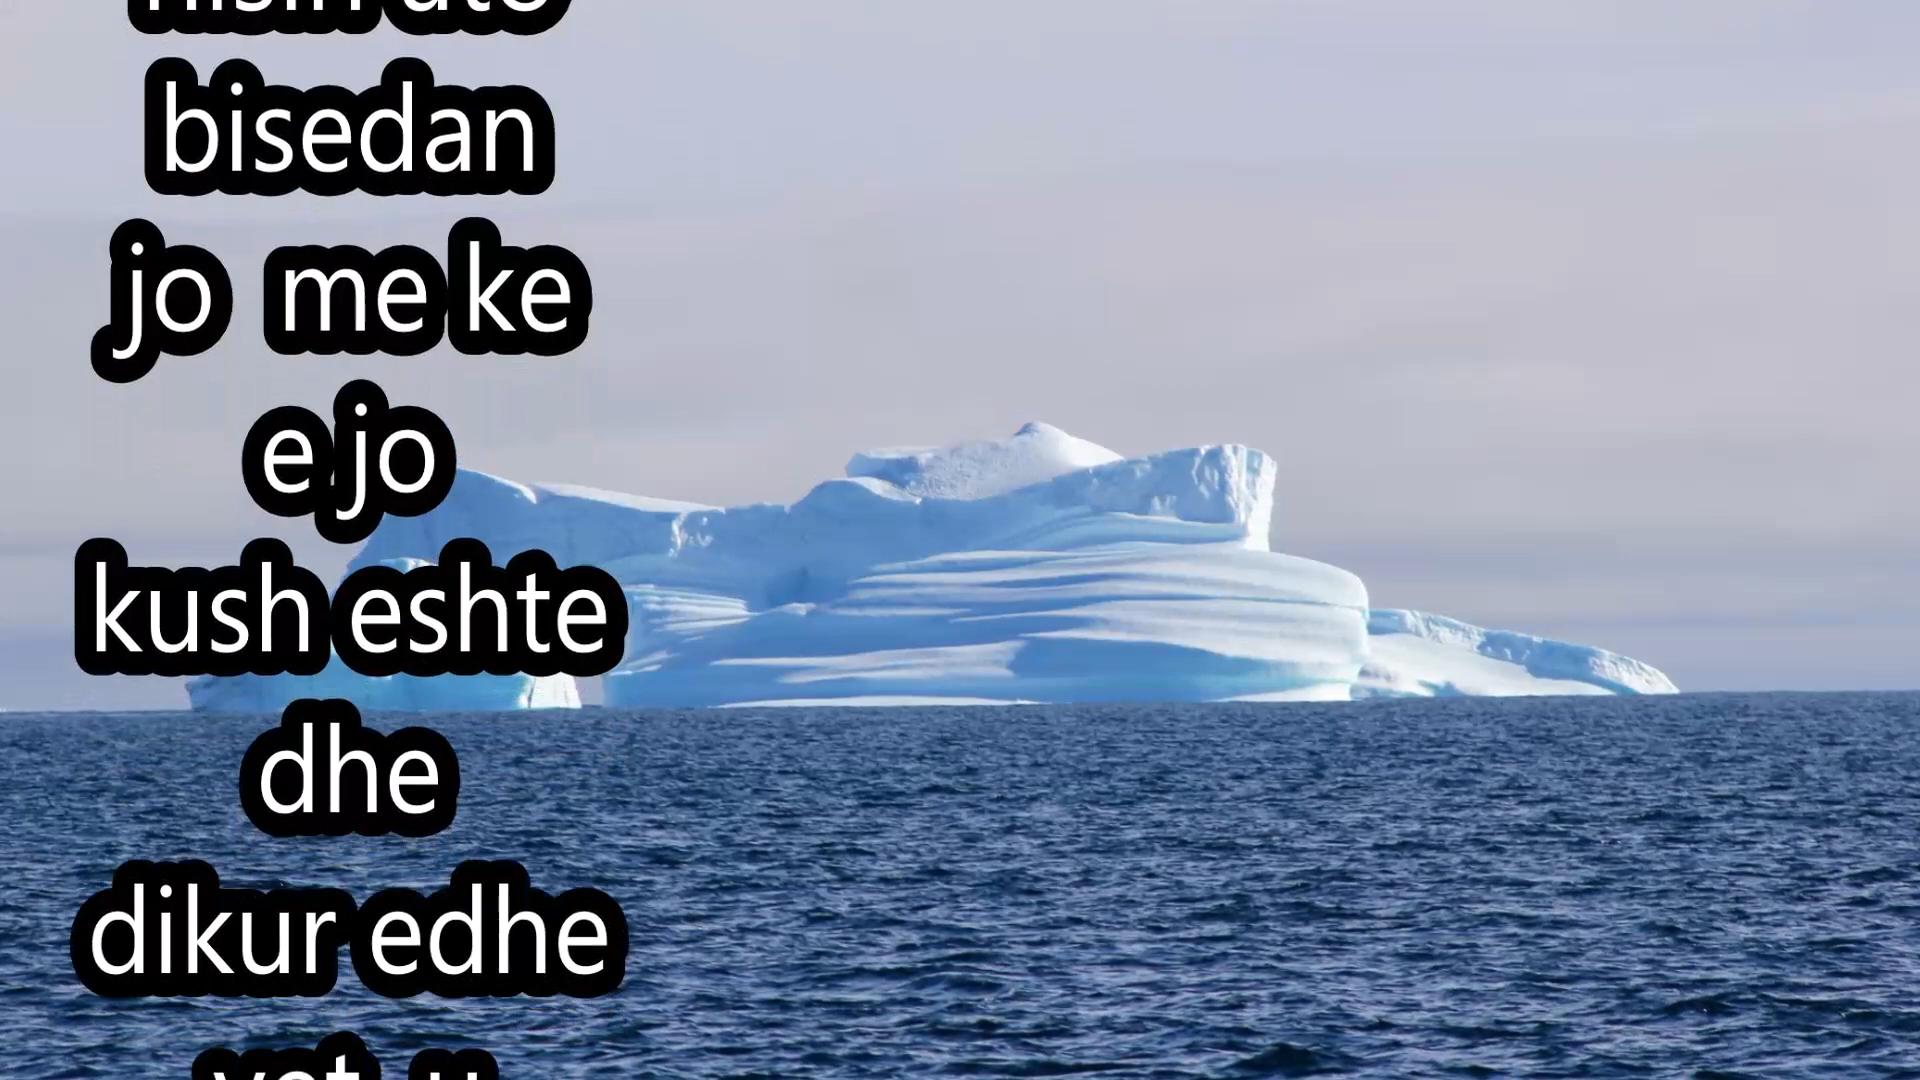 bisedan
jo me ke
e jo
kush eshte
dhe
dikur edhe